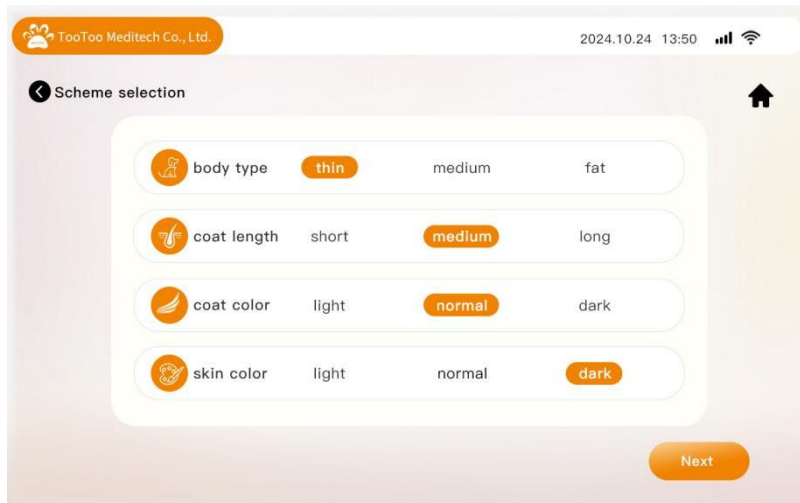 TooToo Meditech Co., Ltd.
2024.10.24 13:50
Scheme selection
body type thin medium fat
coat length short medium long
coat color light normal dark
skin color light normal dark
Next